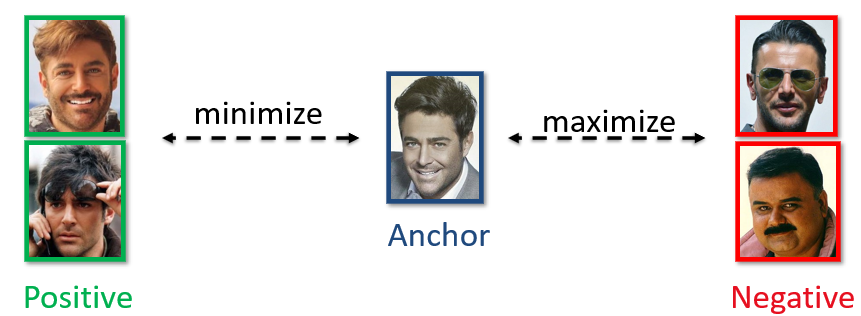 minimize
maximize
Anchor
Positive
Negative